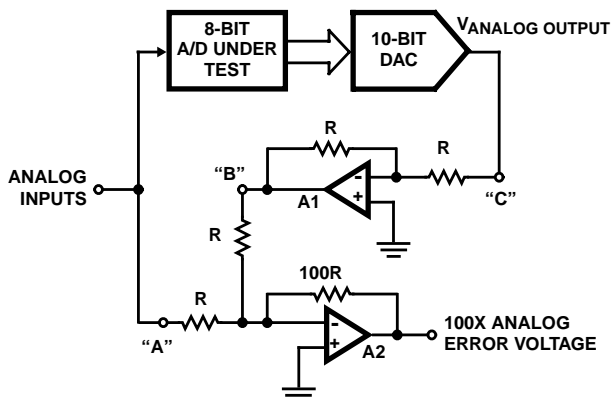 8-BIT
A/D UNDER
TEST
10-BIT
DAC
VANALOG OUTPUT
R
R
ANALOG
INPUTS
“B”
-
+
A1
“C”
R
100R
R
“A”
-
+
A2
100X ANALOG
ERROR VOLTAGE